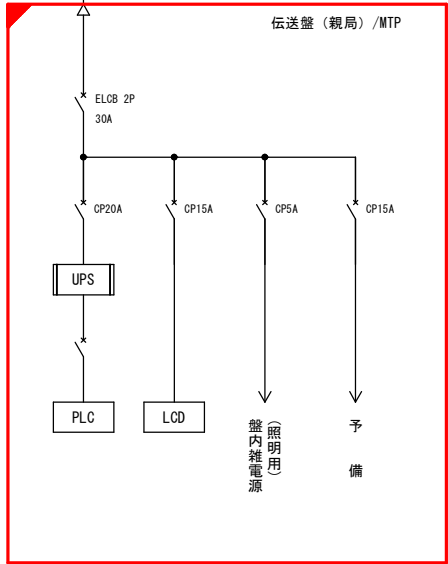 伝送盤（親局）/MTP
ELCB 2P
30A
CP20A
CP15A
CP5A
CP15A
UPS
PLC
LCD
盤内雑電源
（照明用）
予備